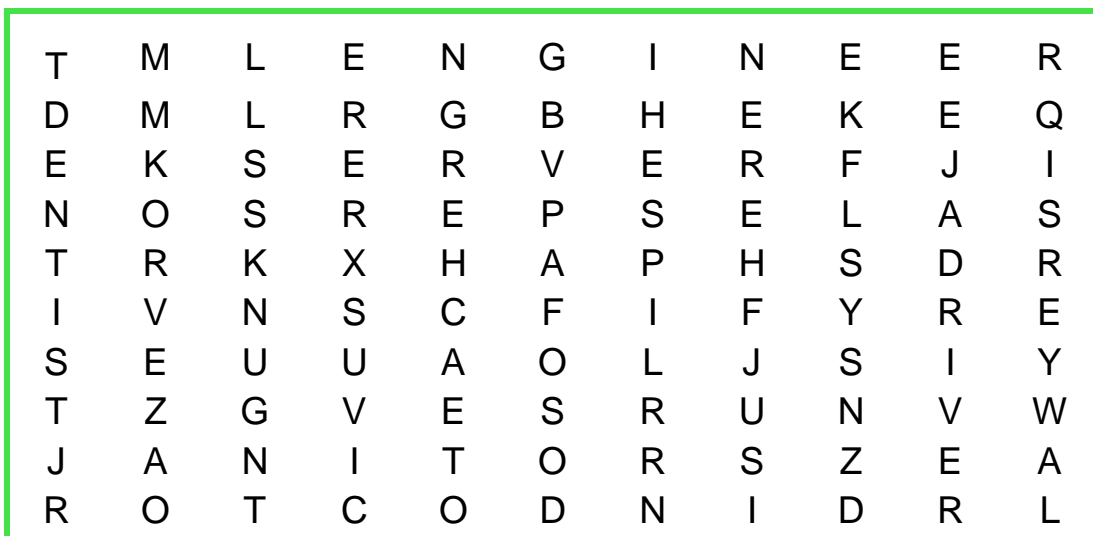 T M L E N G I N E E R
D M L R G B H E K E Q
E K S E R V E R F J I
N O S R E P S E L A S
T R K X H A P H S D R
I V N S C F I F Y R E
S E U U A O L J S I Y
T Z G V E S R U N V W
J A N I T O R S Z E A
R O T C O D N I D R L